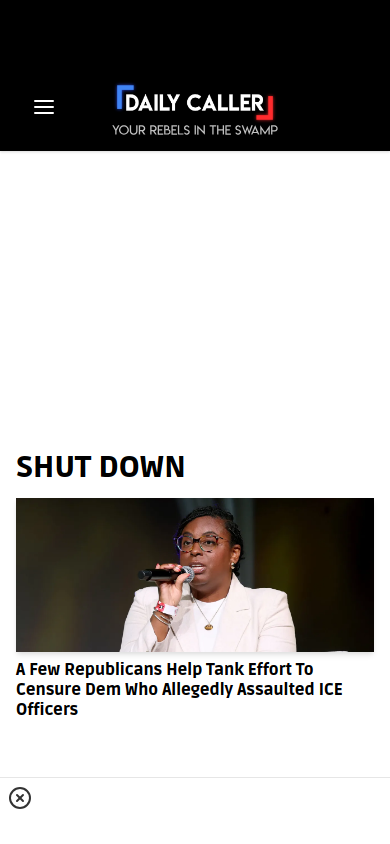 DAILY CALLER
YOUR REBELS IN THE SWAMP
SHUT DOWN
A Few Republicans Help Tank Effort To
Censure Dem Who Allegedly Assaulted ICE
Officers